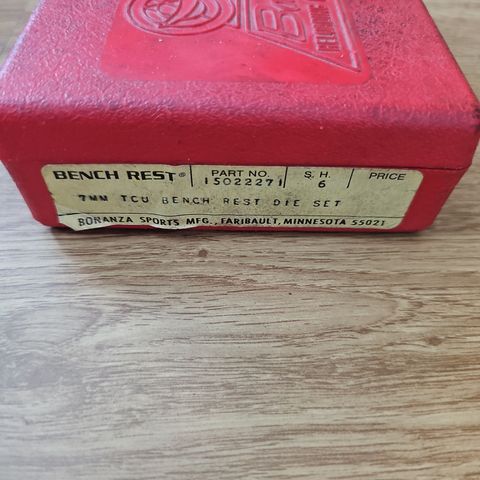 BENCH REST® PART NO. S. H. PRICE
15022271 6
7MM TCU BENCH REST DIE SET
BONANZA SPORTS MFG., FARIBAULT, MINNESOTA 55021